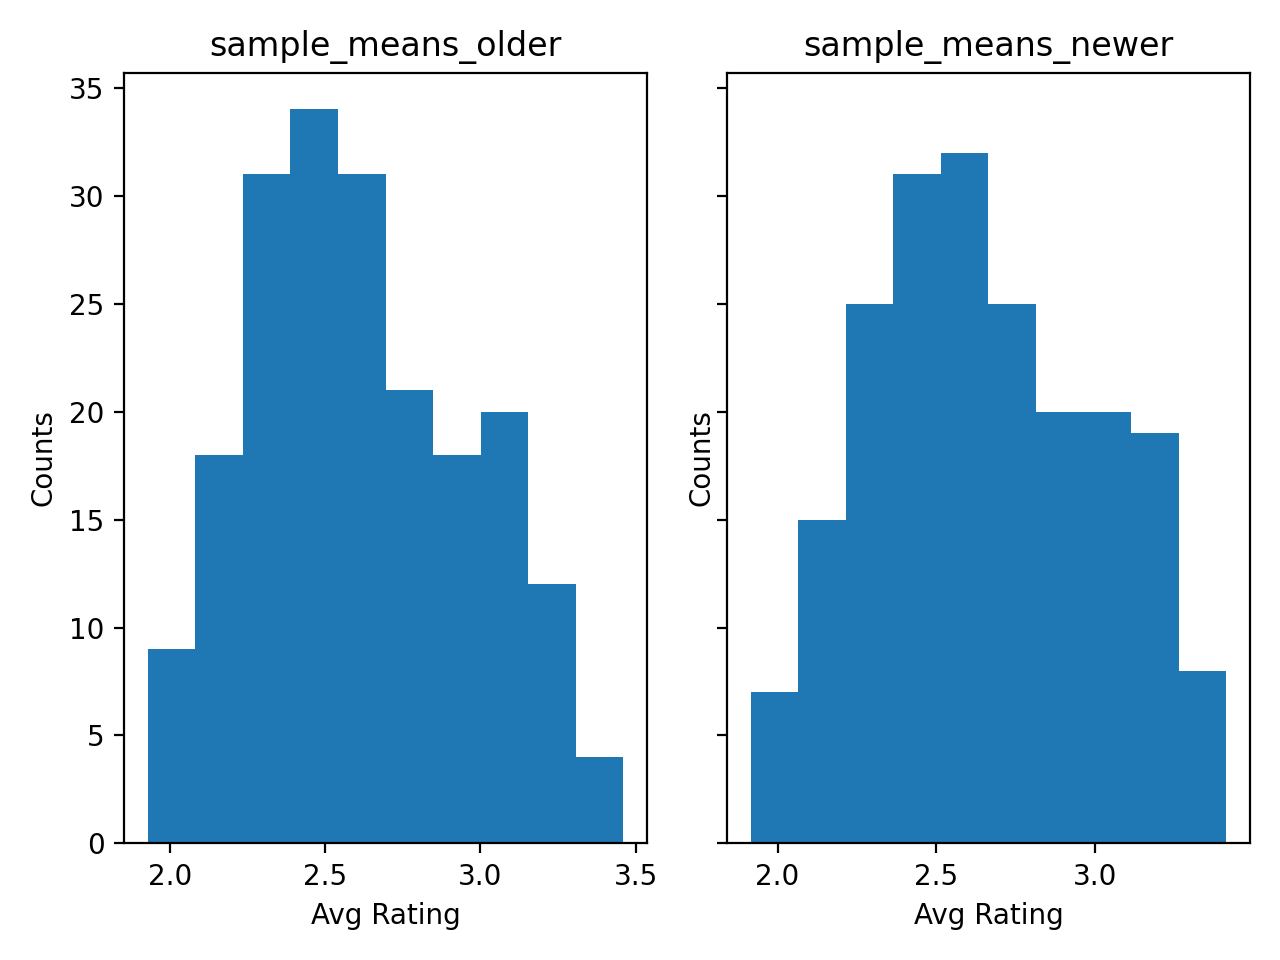 sample_means_older
35
30
25
20
15
10
5
0
Counts
2.0 2.5 3.0 3.5
Avg Rating
sample_means_newer
Counts
2.0 2.5 3.0
Avg Rating